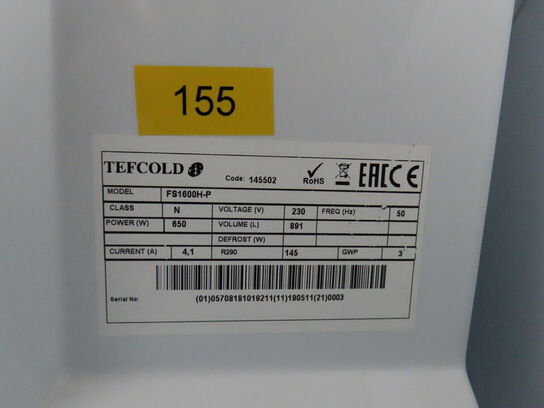 155
TEFCOLD Code: 145502 RoHS EAC CE
MODEL FS1600H-P
CLASS N VOLTAGE (V) 230 FREQ (Hz) 50
POWER (W) 650 VOLUME (L) 891
DEFROST (W)
CURRENT (A) 4,1 R290 145 GWP 3
Serial No: (01)05708181019211(11)190511(21)0003